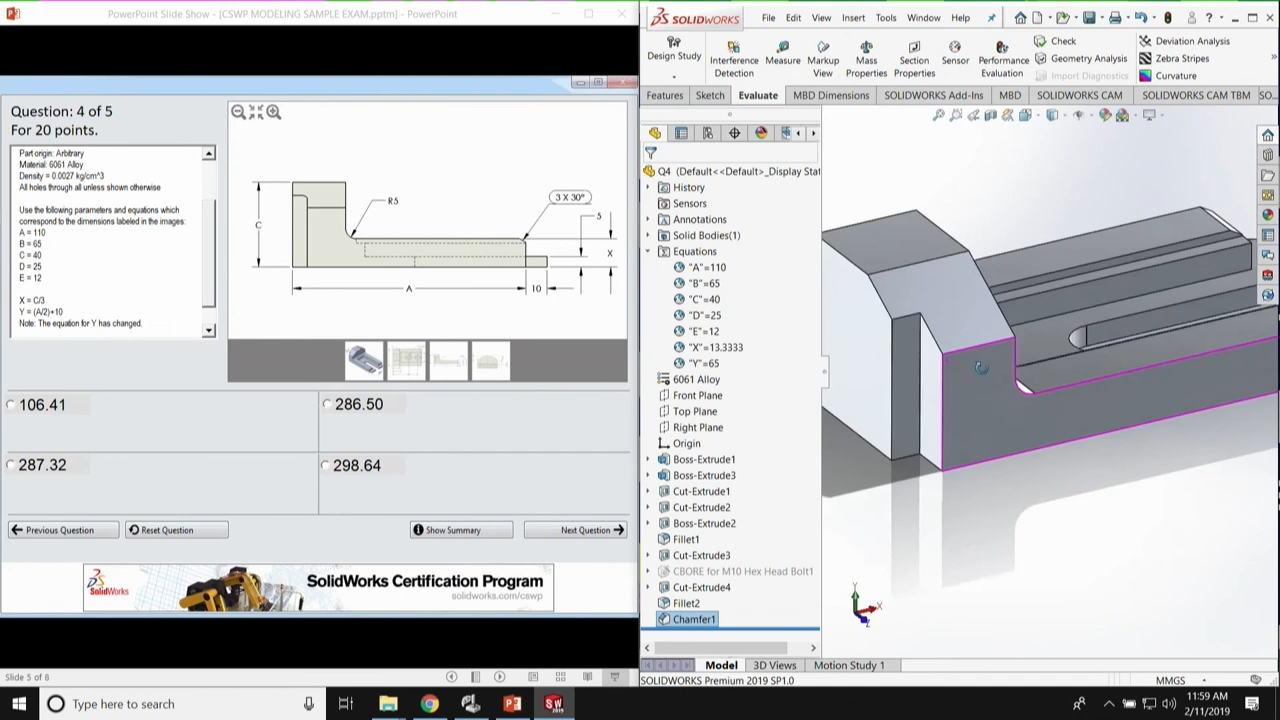 PowerPoint Slide Show - [CSWP MODELING SAMPLE EXAM.pptm] - PowerPoint
Question: 4 of 5
For 20 points.
Part origin: Arbitrary
Material: 6061 Alloy
Density = 0.0027 kg/cm^3
All holes through all unless shown otherwise
Use the following parameters and equations which
correspond to the dimensions labeled in the images:
A = 110
B = 65
C = 40
D = 25
E = 12
X = C/3
Y = (A/2)+10
Note: The equation for Y has changed.
R5
3 X 30°
5
C
X
A
10
106.41
286.50
287.32
298.64
Previous Question
Reset Question
Show Summary
Next Question
SolidWorks
SolidWorks Certification Program
solidworks.com/cswp
Slide 5 of 8
SOLIDWORKS
File Edit View Insert Tools Window Help
Design Study
Interference Detection
Measure
Markup View
Mass Properties
Section Properties
Sensor
Performance Evaluation
Check
Geometry Analysis
Import Diagnostics
Deviation Analysis
Zebra Stripes
Curvature
Features Sketch Evaluate MBD Dimensions SOLIDWORKS Add-Ins MBD SOLIDWORKS CAM SOLIDWORKS CAM TBM SO...
Q4 (Default<<Default>_Display Stat
History
Sensors
Annotations
Solid Bodies(1)
Equations
"A"=110
"B"=65
"C"=40
"D"=25
"E"=12
"X"=13.3333
"Y"=65
6061 Alloy
Front Plane
Top Plane
Right Plane
Origin
Boss-Extrude1
Boss-Extrude3
Cut-Extrude1
Cut-Extrude2
Boss-Extrude2
Fillet1
Cut-Extrude3
CBORE for M10 Hex Head Bolt1
Cut-Extrude4
Fillet2
Chamfer1
Y
X
Z
Model 3D Views Motion Study 1
SOLIDWORKS Premium 2019 SP1.0
MMGS
Type here to search
11:59 AM
2/11/2019